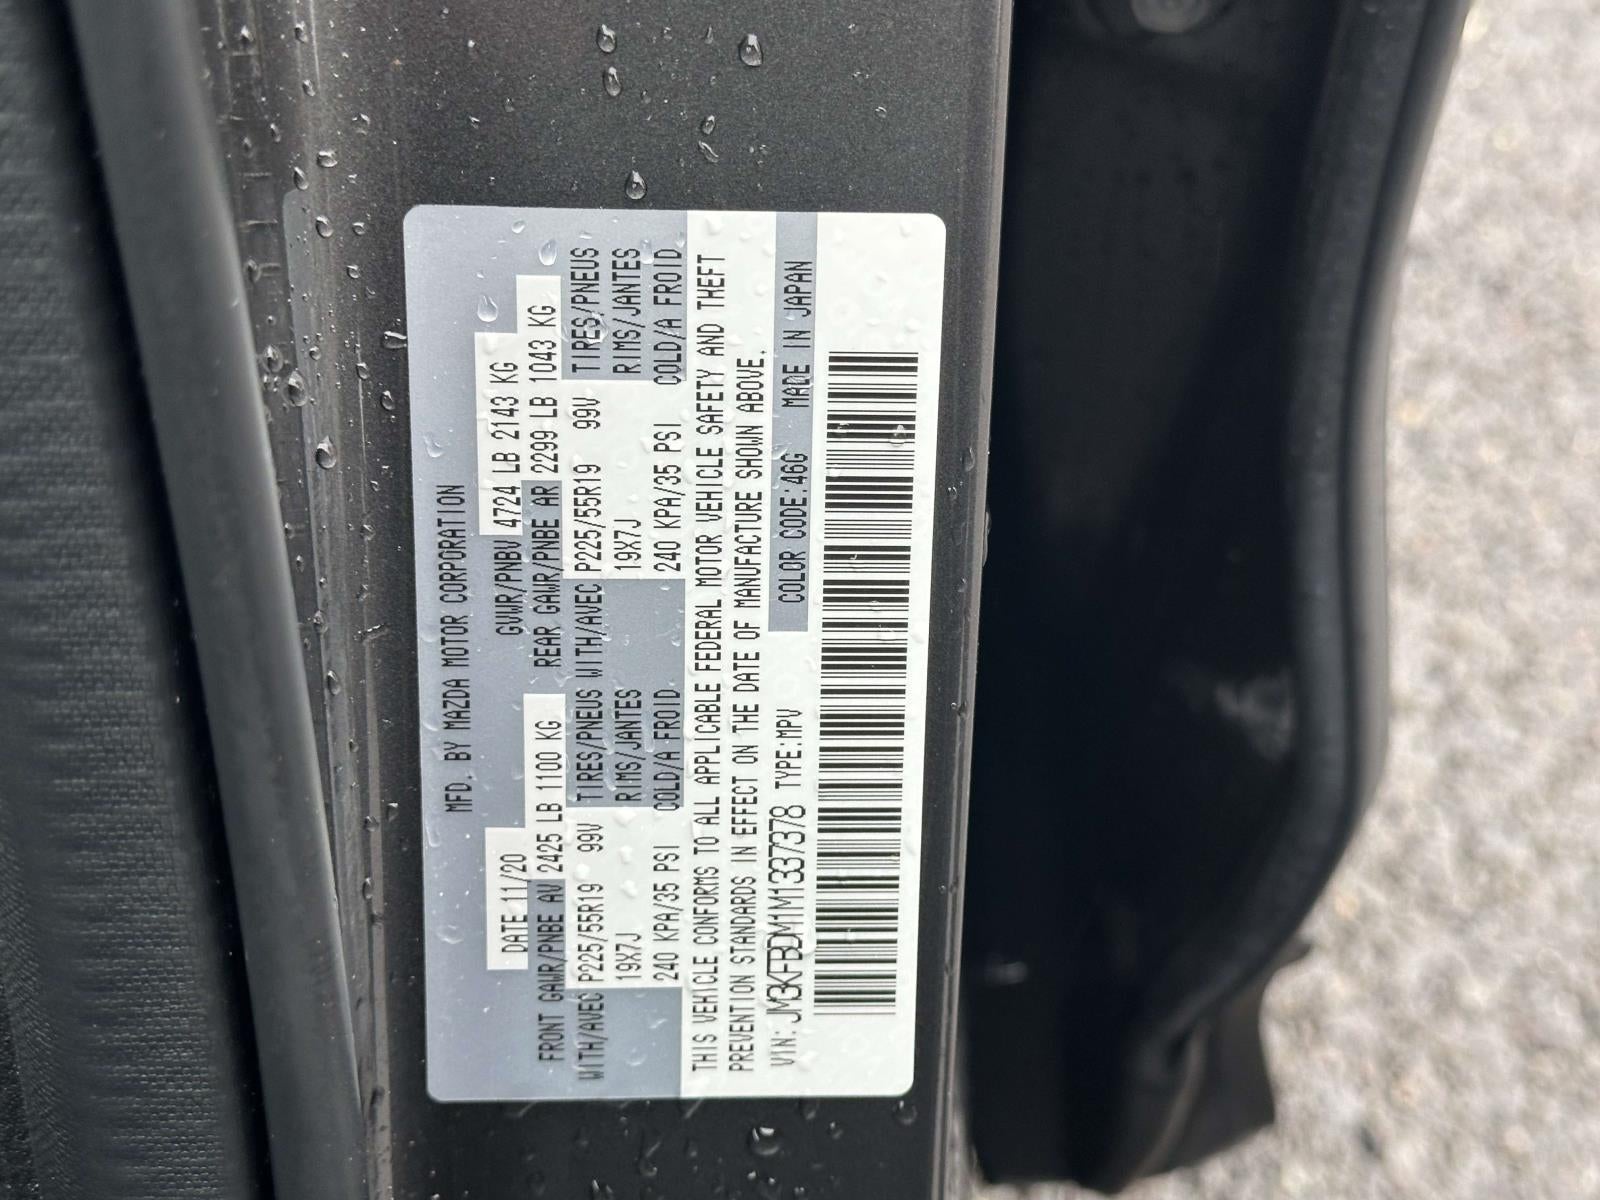 MFD. BY MAZDA MOTOR CORPORATION
DATE 11/20 GVWR/PNBV 4724 LB 2143 KG
FRONT GAWR/PNBE AV 2425 LB 1100 KG REAR GAWR/PNBE AR 2299 LB 1043 KG
WITH/AVEC P225/55R19 99V TIRES/PNEUS WITH/AVEC P225/55R19 99V TIRES/PNEUS
19X7J RIMS/JANTES 19X7J RIMS/JANTES
240 KPA/35 PSI COLD/A FROID 240 KPA/35 PSI COLD/A FROID
THIS VEHICLE CONFORMS TO ALL APPLICABLE FEDERAL MOTOR VEHICLE SAFETY AND THEFT
PREVENTION STANDARDS IN EFFECT ON THE DATE OF MANUFACTURE SHOWN ABOVE.
VIN: JM3KFBDM1M1337378 TYPE:MPV COLOR CODE:46G MADE IN JAPAN